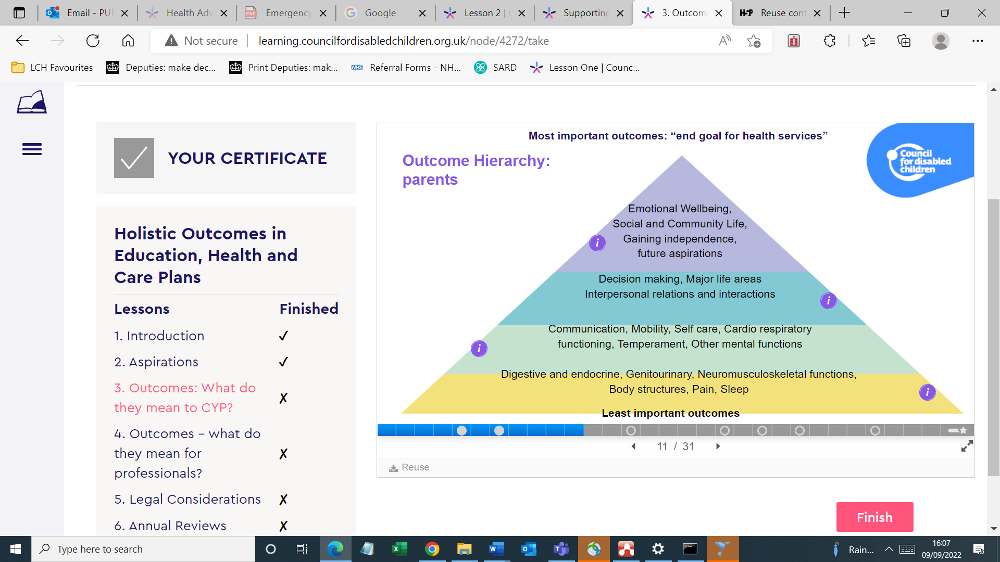 Email - PUR
Health Adv
Emergency
Google
Lesson 2 |
Supporting
3. Outcome
Reuse cont
Not secure
learning.councilfordisabledchildren.org.uk/node/4272/take
LCH Favourites
Deputies: make dec...
Print Deputies: mak...
NHS
Referral Forms - NH...
SARD
Lesson One | Counc...
YOUR CERTIFICATE
Holistic Outcomes in
Education, Health and
Care Plans
Lessons Finished
1. Introduction ✓
2. Aspirations ✓
3. Outcomes: What do
they mean to CYP? ✗
4. Outcomes – what do
they mean for
professionals? ✗
5. Legal Considerations ✗
6. Annual Reviews ✗
Most important outcomes: “end goal for health services”
Outcome Hierarchy:
parents
Council
for disabled
children
Emotional Wellbeing,
Social and Community Life,
Gaining independence,
future aspirations
Decision making, Major life areas
Interpersonal relations and interactions
Communication, Mobility, Self care, Cardio respiratory
functioning, Temperament, Other mental functions
Digestive and endocrine, Genitourinary, Neuromusculoskeletal functions,
Body structures, Pain, Sleep
Least important outcomes
11 / 31
Reuse
Finish
Type here to search
Rain...
16:07
09/09/2022